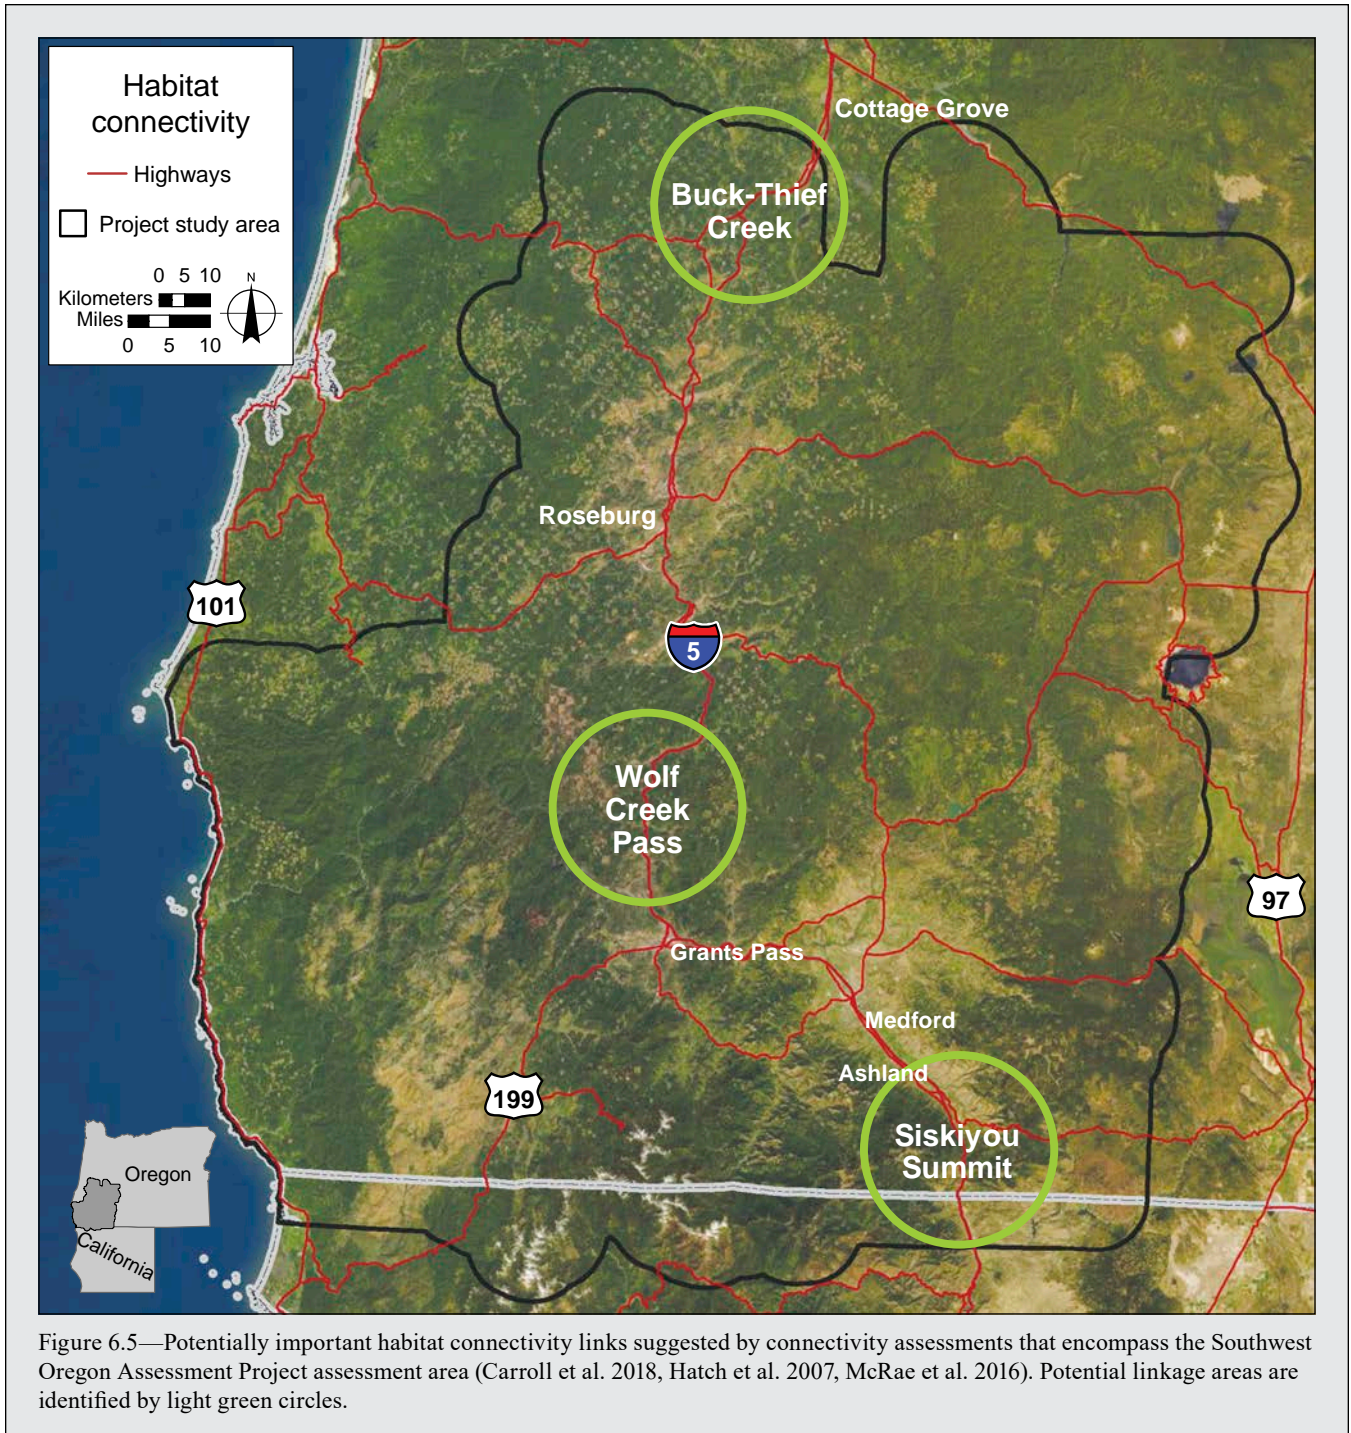 Habitat
connectivity
Highways
Project study area
0 5 10
Kilometers
Miles
0 5 10
N
Cottage Grove
Buck-Thief
Creek
Roseburg
101
5
Wolf
Creek
Pass
97
Grants Pass
Medford
Ashland
199
Siskiyou
Summit
Oregon
California
Figure 6.5—Potentially important habitat connectivity links suggested by connectivity assessments that encompass the Southwest
Oregon Assessment Project assessment area (Carroll et al. 2018, Hatch et al. 2007, McRae et al. 2016). Potential linkage areas are
identified by light green circles.